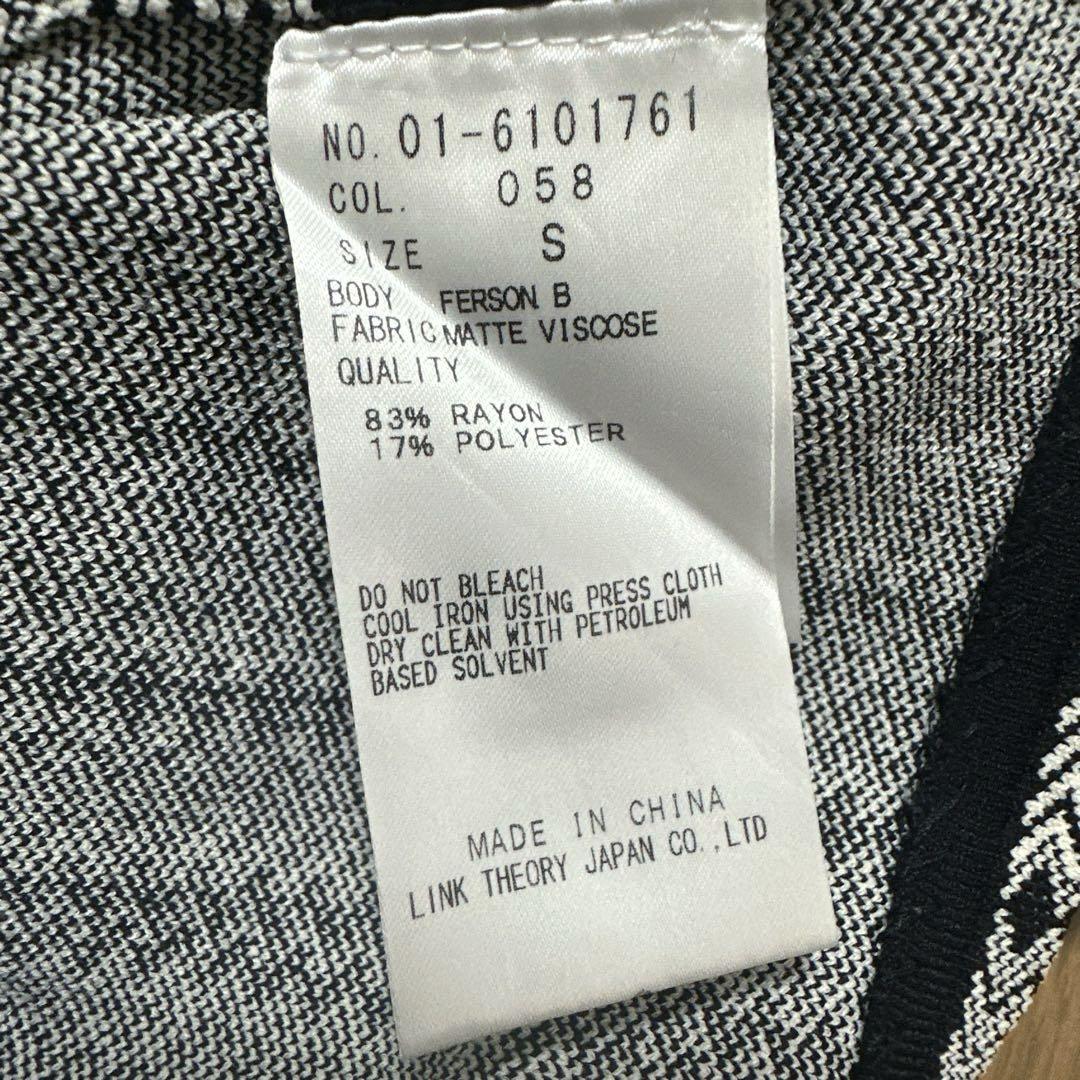 NO. 01-6101761
COL. 058
SIZE S
BODY FERSON B
FABRIC MATTE VISCOSE
QUALITY
83% RAYON
17% POLYESTER
DO NOT BLEACH
COOL IRON USING PRESS CLOTH
DRY CLEAN WITH PETROLEUM
BASED SOLVENT
MADE IN CHINA
LINK THEORY JAPAN CO.,LTD